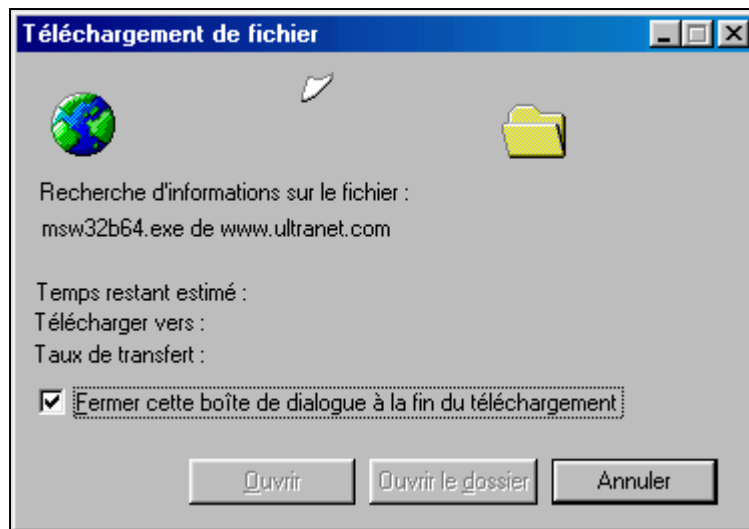 Téléchargement de fichier
Recherche d'informations sur le fichier :
msw32b64.exe de www.ultranet.com
Temps restant estimé :
Télécharger vers :
Taux de transfert :
Fermer cette boîte de dialogue à la fin du téléchargement
Ouvrir Ouvrir le dossier Annuler